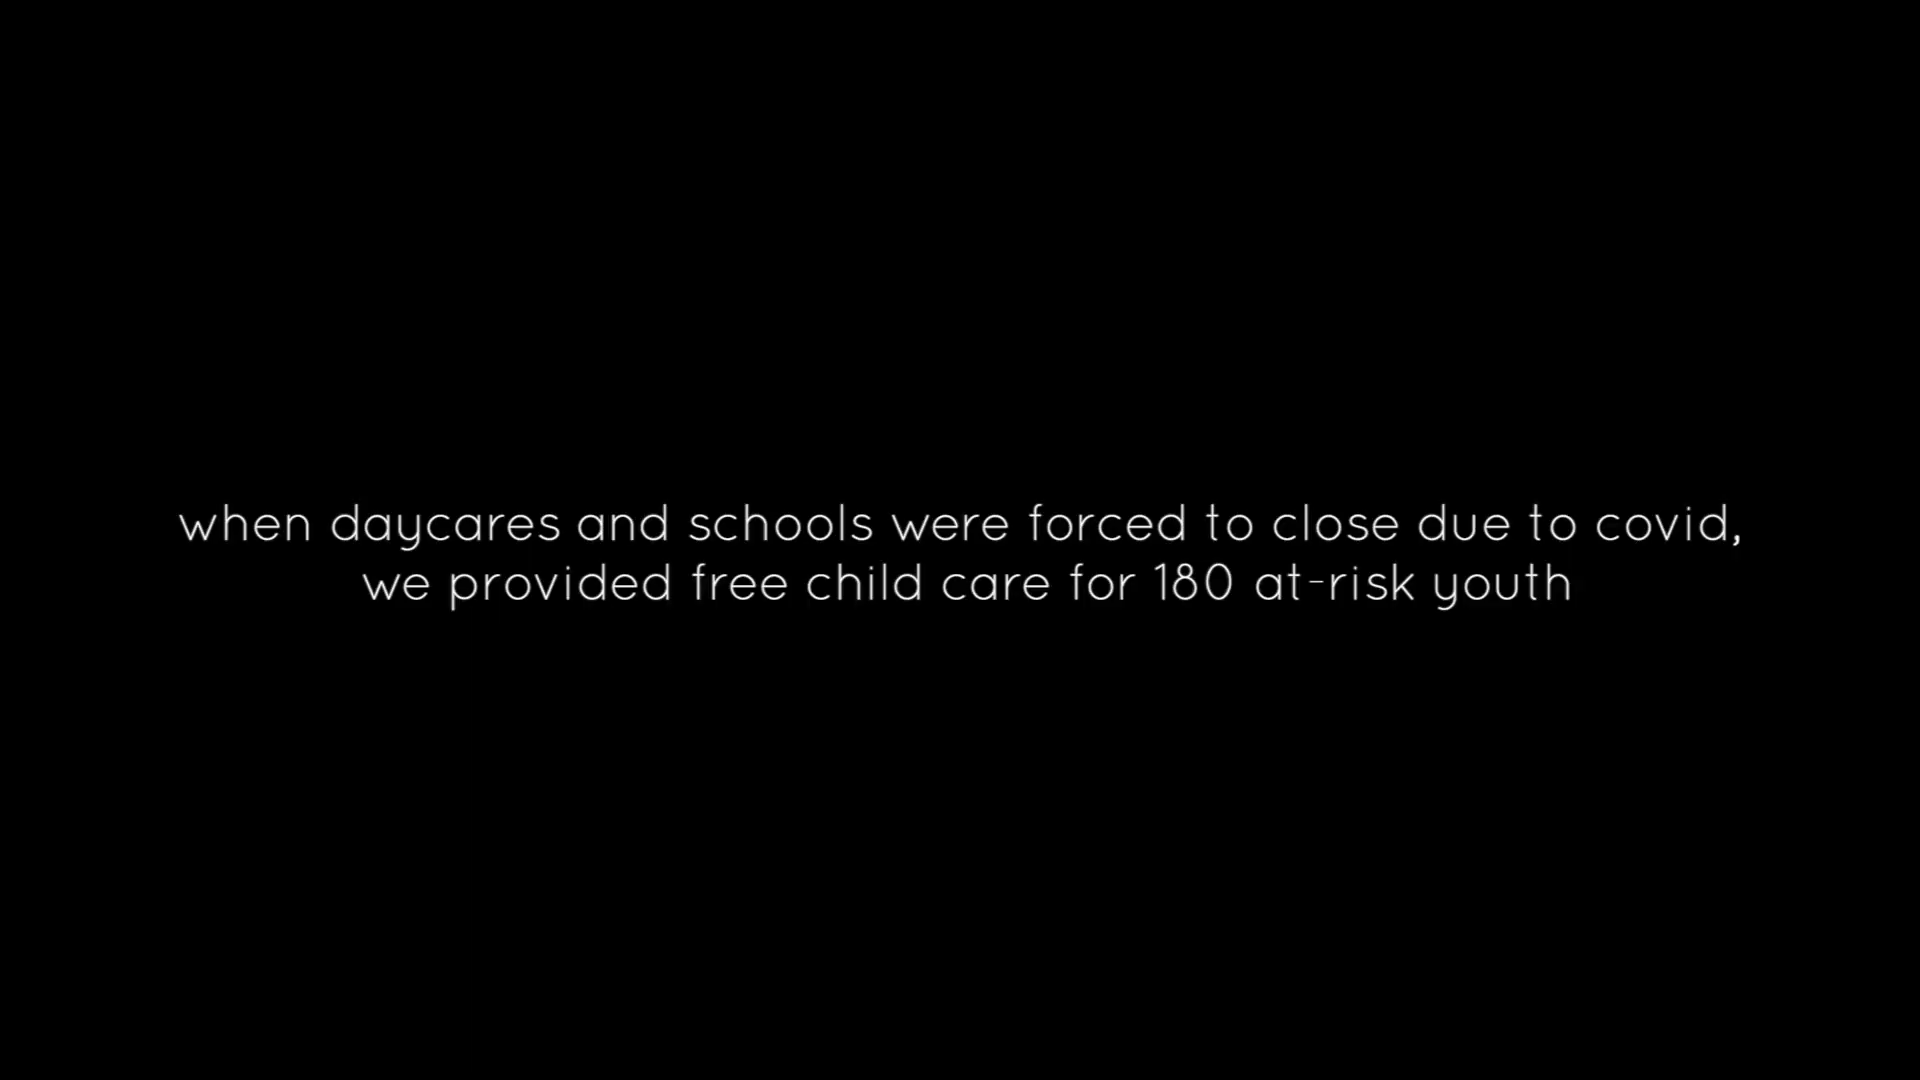 when daycares and schools were forced to close due to covid,
we provided free child care for 180 at-risk youth